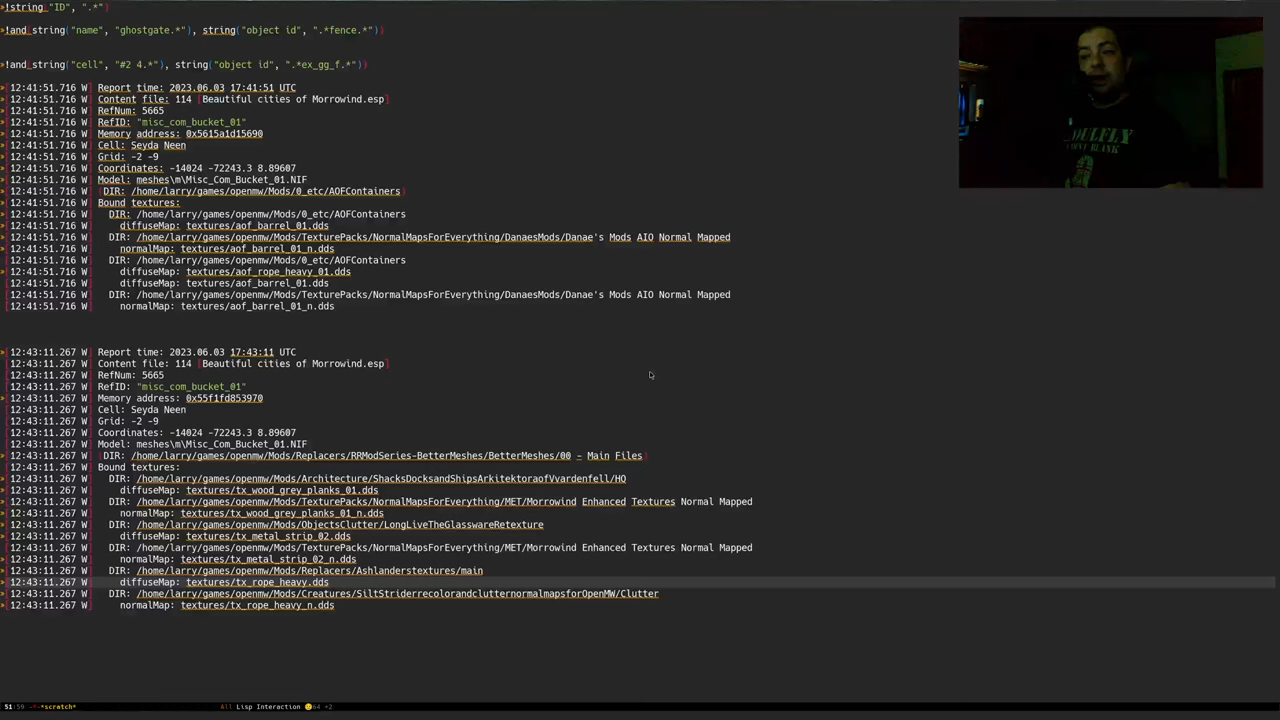 !string("ID", ".*")
!and(string("name", "ghostgate.*"), string("object id", ".*fence.*"))
!and(string("cell", "#2 4.*"), string("object id", ".*ex_gg_f.*"))
[12:41:51.716 W] Report time: 2023.06.03 17:41:51 UTC
[12:41:51.716 W] Content file: 114 [Beautiful cities of Morrowind.esp]
[12:41:51.716 W] RefNum: 5665
[12:41:51.716 W] RefID: "misc_com_bucket_01"
[12:41:51.716 W] Memory address: 0x5615a1d15690
[12:41:51.716 W] Cell: Seyda Neen
[12:41:51.716 W] Grid: -2 -9
[12:41:51.716 W] Coordinates: -14024 -72243.3 8.89607
[12:41:51.716 W] Model: meshes\m\Misc_Com_Bucket_01.NIF
[12:41:51.716 W] (DIR: /home/larry/games/openmw/Mods/0_etc/AOFContainers)
[12:41:51.716 W] Bound textures:
[12:41:51.716 W] DIR: /home/larry/games/openmw/Mods/0_etc/AOFContainers
[12:41:51.716 W] diffuseMap: textures/aof_barrel_01.dds
[12:41:51.716 W] DIR: /home/larry/games/openmw/Mods/TexturePacks/NormalMapsForEverything/DanaesMods/Danae's Mods AIO Normal Mapped
[12:41:51.716 W] normalMap: textures/aof_barrel_01_n.dds
[12:41:51.716 W] DIR: /home/larry/games/openmw/Mods/0_etc/AOFContainers
[12:41:51.716 W] diffuseMap: textures/aof_rope_heavy_01.dds
[12:41:51.716 W] diffuseMap: textures/aof_barrel_01.dds
[12:41:51.716 W] DIR: /home/larry/games/openmw/Mods/TexturePacks/NormalMapsForEverything/DanaesMods/Danae's Mods AIO Normal Mapped
[12:41:51.716 W] normalMap: textures/aof_barrel_01_n.dds
[12:43:11.267 W] Report time: 2023.06.03 17:43:11 UTC
[12:43:11.267 W] Content file: 114 [Beautiful cities of Morrowind.esp]
[12:43:11.267 W] RefNum: 5665
[12:43:11.267 W] RefID: "misc_com_bucket_01"
[12:43:11.267 W] Memory address: 0x55f1fd853970
[12:43:11.267 W] Cell: Seyda Neen
[12:43:11.267 W] Grid: -2 -9
[12:43:11.267 W] Coordinates: -14024 -72243.3 8.89607
[12:43:11.267 W] Model: meshes\m\Misc_Com_Bucket_01.NIF
[12:43:11.267 W] (DIR: /home/larry/games/openmw/Mods/Replacers/RRModSeries-BetterMeshes/BetterMeshes/00 - Main Files)
[12:43:11.267 W] Bound textures:
[12:43:11.267 W] DIR: /home/larry/games/openmw/Mods/Architecture/ShacksDocksandShipsArkitektoraofVvardenfell/HQ
[12:43:11.267 W] diffuseMap: textures/tx_wood_grey_planks_01.dds
[12:43:11.267 W] DIR: /home/larry/games/openmw/Mods/TexturePacks/NormalMapsForEverything/MET/Morrowind Enhanced Textures Normal Mapped
[12:43:11.267 W] normalMap: textures/tx_wood_grey_planks_01_n.dds
[12:43:11.267 W] DIR: /home/larry/games/openmw/Mods/ObjectsClutter/LongLiveTheGlasswareRetexture
[12:43:11.267 W] diffuseMap: textures/tx_metal_strip_02.dds
[12:43:11.267 W] DIR: /home/larry/games/openmw/Mods/TexturePacks/NormalMapsForEverything/MET/Morrowind Enhanced Textures Normal Mapped
[12:43:11.267 W] normalMap: textures/tx_metal_strip_02_n.dds
[12:43:11.267 W] DIR: /home/larry/games/openmw/Mods/Replacers/Ashlanderstextures/main
[12:43:11.267 W] diffuseMap: textures/tx_rope_heavy.dds
[12:43:11.267 W] DIR: /home/larry/games/openmw/Mods/Creatures/SiltStriderrecolorandclutternormalmapsforOpenMW/Clutter
[12:43:11.267 W] normalMap: textures/tx_rope_heavy_n.dds
51:59 -*-*scratch* All Lisp Interaction 64 +2